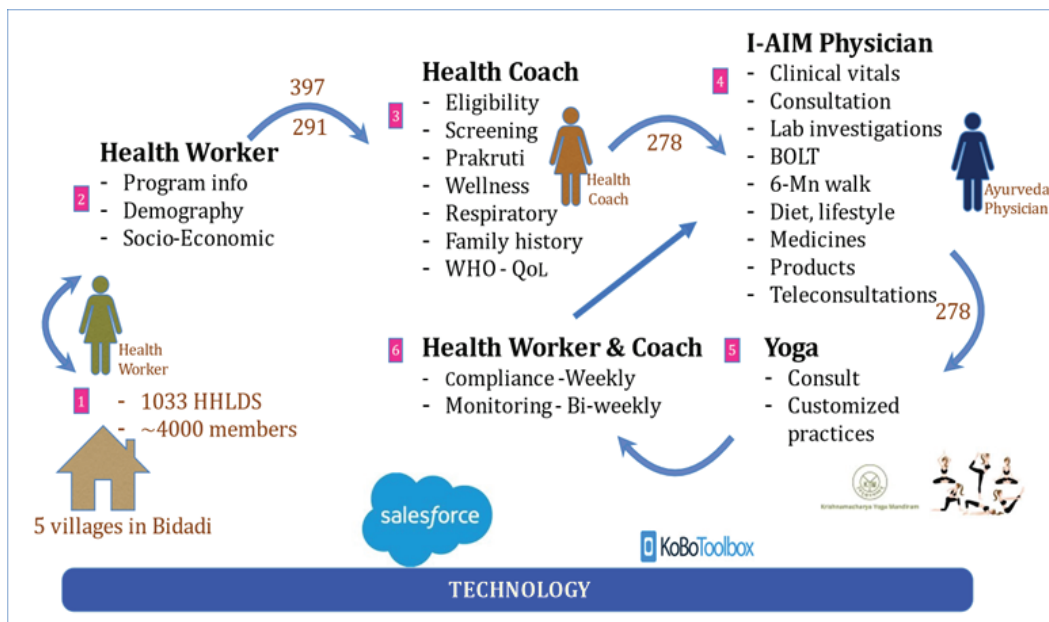 1
- 1033 HHLDS
- ~4000 members
5 villages in Bidadi
Health
Worker
2
Health Worker
- Program info
- Demography
- Socio-Economic
397
291
3
Health Coach
- Eligibility
- Screening
- Prakruti
- Wellness
- Respiratory
- Family history
- WHO - QoL
Health
Coach
278
4
I-AIM Physician
- Clinical vitals
- Consultation
- Lab investigations
- BOLT
- 6-Mn walk
- Diet, lifestyle
- Medicines
- Products
- Teleconsultations
Ayurveda
Physician
278
5
Yoga
- Consult
- Customized
practices
Krishnamacharya Yoga Mandiram
6
Health Worker & Coach
- Compliance -Weekly
- Monitoring - Bi-weekly
salesforce
KoBoToolbox
TECHNOLOGY